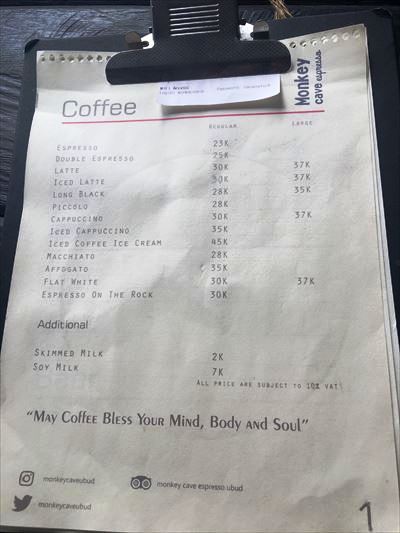 Wifi Access
Monkey
cave espresso
Coffee
REGULAR LARGE
ESPRESSO 23K
DOUBLE ESPRESSO 25K
LATTE 30K 37K
ICED LATTE 30K 37K
LONG BLACK 28K 35K
PICCOLO 28K
CAPPUCCINO 30K 37K
ICED CAPPUCCINO 35K
ICED COFFEE ICE CREAM 45K
MACCHIATO 28K
AFFOGATO 35K
FLAT WHITE 30K 37K
ESPRESSO ON THE ROCK 30K
Additional
SKIMMED MILK 2K
SOY MILK 7K
ALL PRICE ARE SUBJECT TO 10% VAT
"MAY COFFEE BLESS YOUR MIND, BODY AND SOUL"
monkeycaveubud monkey cave espresso ubud
monkeycaveubud
1